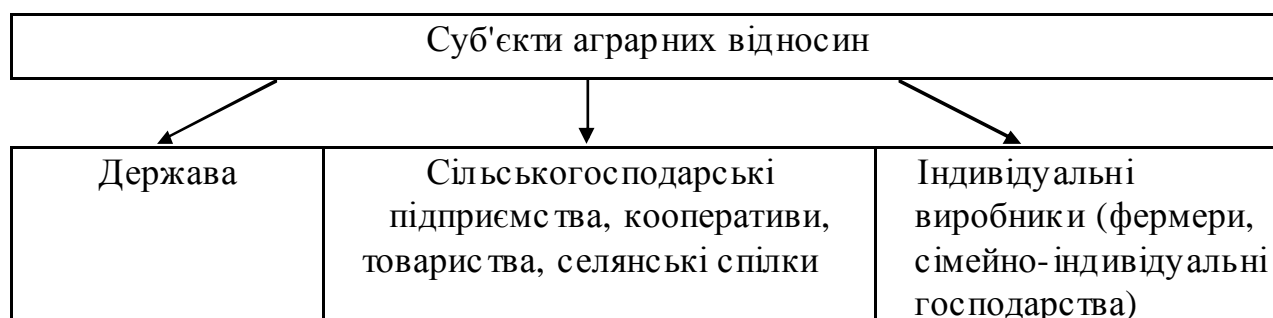 Суб'єкти аграрних відносин
Держава
Сільськогосподарські
підприємства, кооперативи,
товариства, селянські спілки
Індивідуальні
виробники (фермери,
сімейно-індивідуальні
господарства)